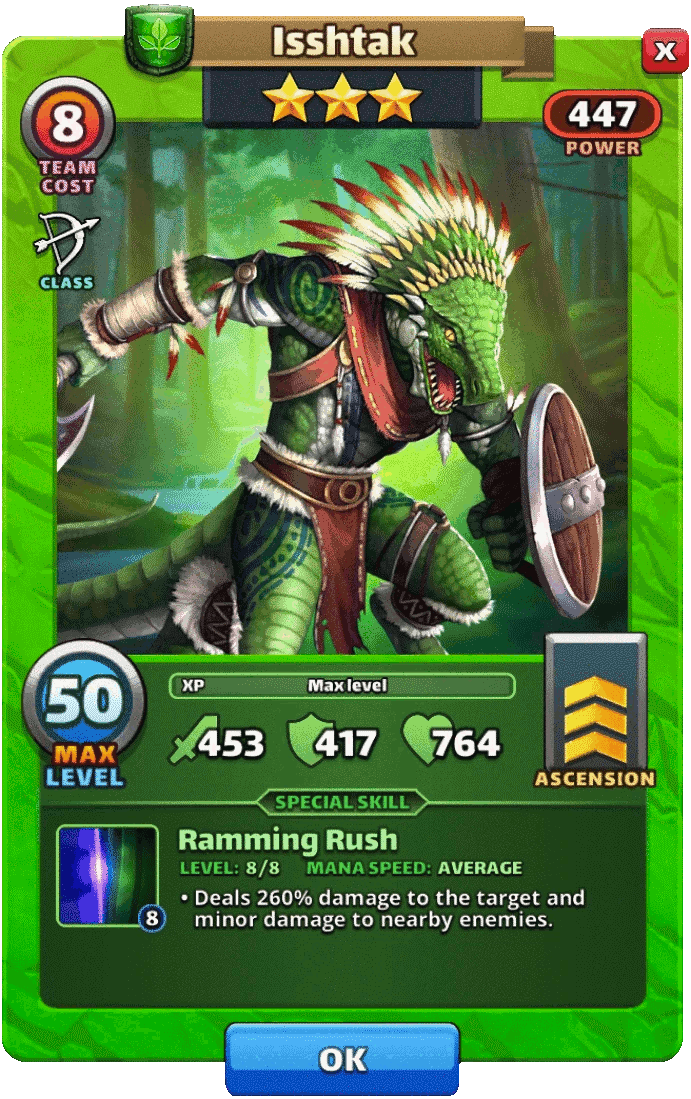 Isshtak
X
8
TEAM
COST
447
POWER
CLASS
50
MAX
LEVEL
XP Max level
453 417 764
ASCENSION
SPECIAL SKILL
8
Ramming Rush
LEVEL: 8/8 MANA SPEED: AVERAGE
• Deals 260% damage to the target and
minor damage to nearby enemies.
OK